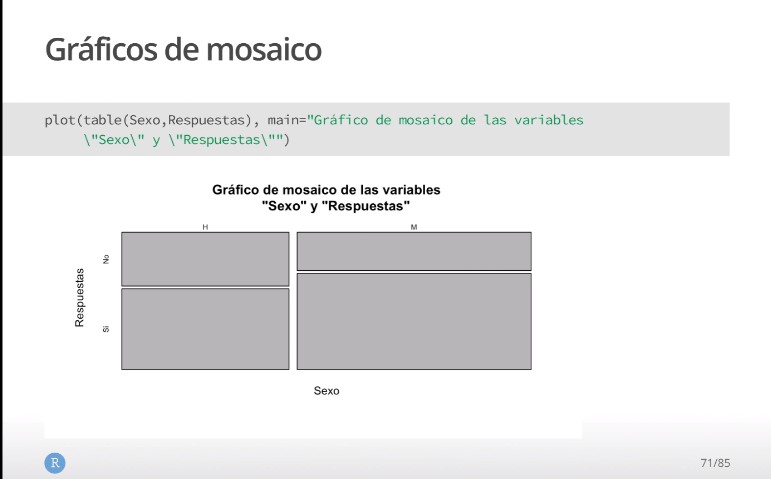 Gráficos de mosaico
plot(table(Sexo,Respuestas), main="Gráfico de mosaico de las variables
\"Sexo\" y \"Respuestas\"")
Gráfico de mosaico de las variables
"Sexo" y "Respuestas"
H M
No
Respuestas
Sí
Sexo
R
71/85